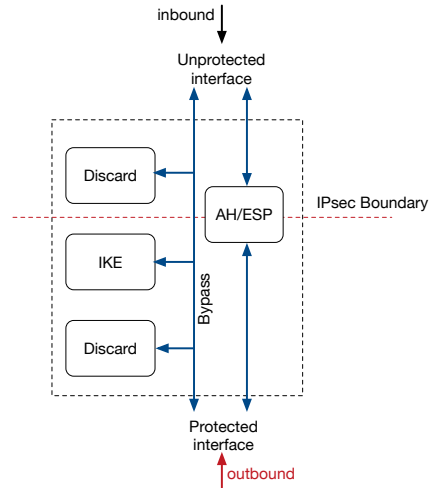 inbound
Unprotected
interface
Discard
AH/ESP
IPsec Boundary
IKE
Bypass
Discard
Protected
interface
outbound